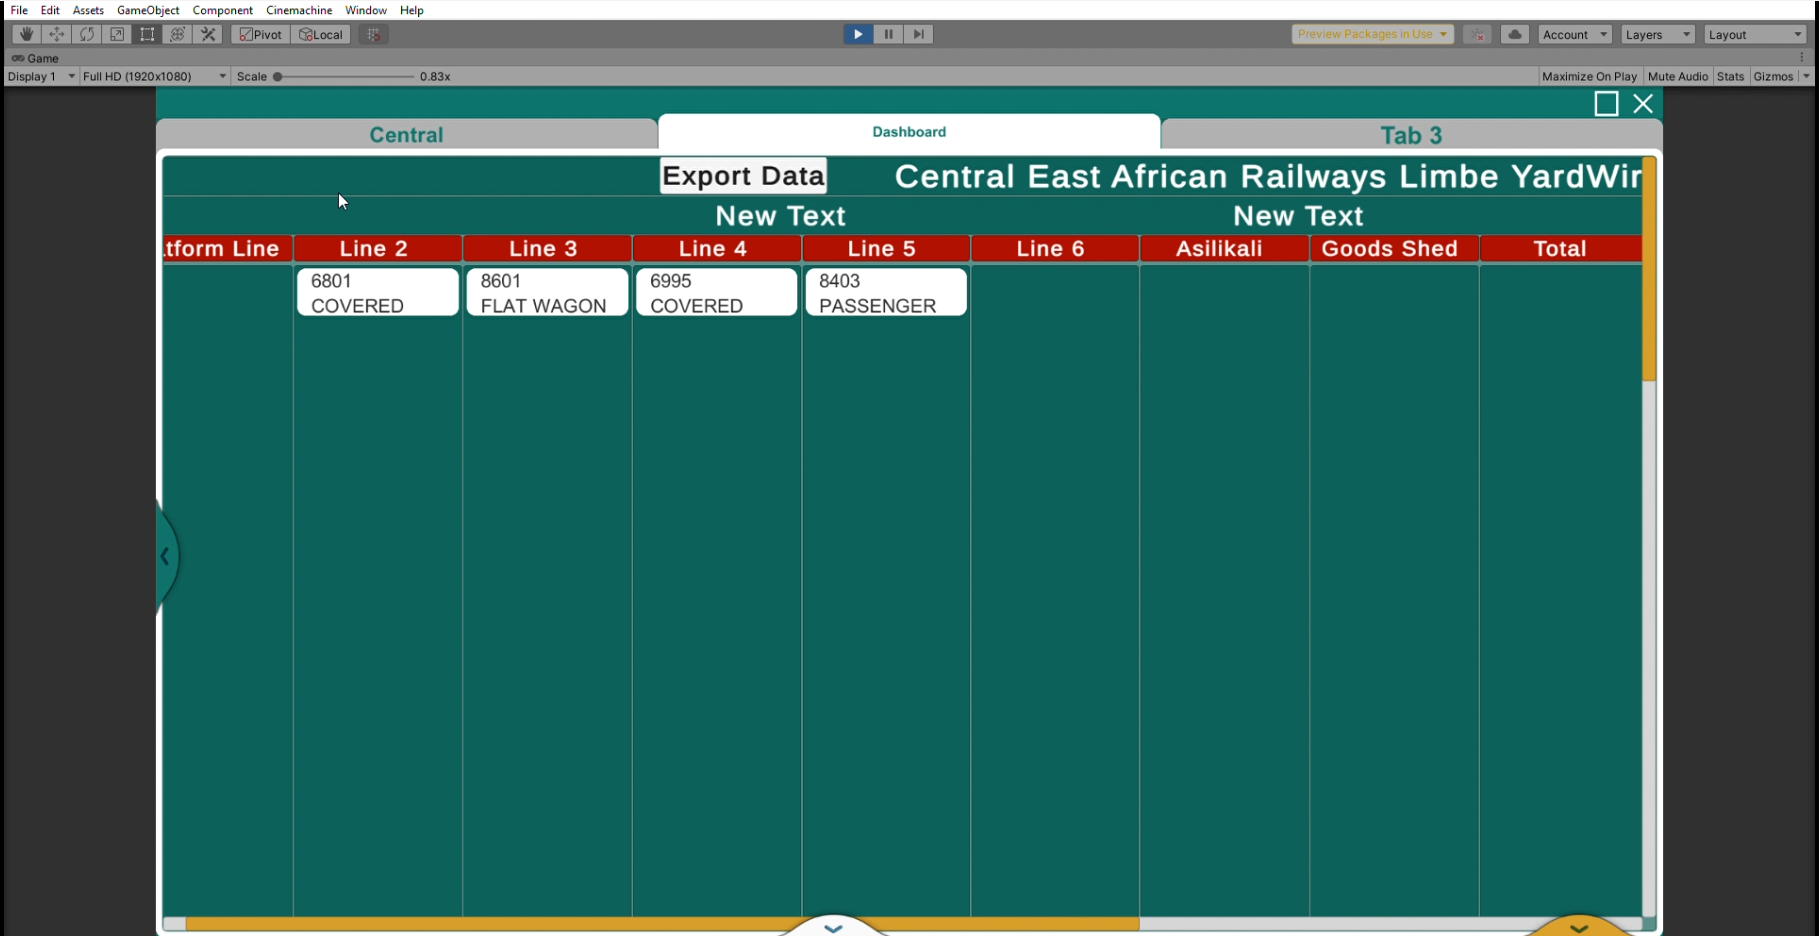 File Edit Assets GameObject Component Cinemachine Window Help
Pivot Local Preview Packages in Use Account Layers Layout
Game
Display 1 Full HD (1920x1080) Scale 0.83x Maximize On Play Mute Audio Stats Gizmos
Central Dashboard Tab 3
Export Data Central East African Railways Limbe YardWir
New Text New Text
tform Line Line 2 Line 3 Line 4 Line 5 Line 6 Asilikali Goods Shed Total
6801 8601 6995 8403
COVERED FLAT WAGON COVERED PASSENGER